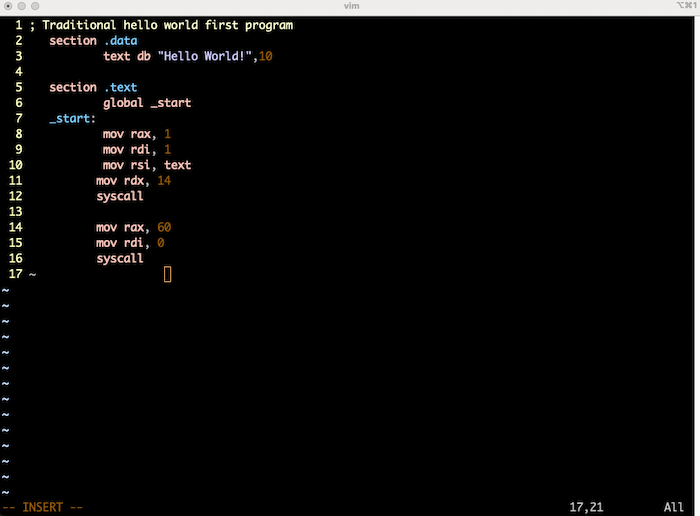 vim
⌥⌘1
1 ; Traditional hello world first program
2 section .data
3 text db "Hello World!",10
4
5 section .text
6 global _start
7 _start:
8 mov rax, 1
9 mov rdi, 1
10 mov rsi, text
11 mov rdx, 14
12 syscall
13
14 mov rax, 60
15 mov rdi, 0
16 syscall
17 ~
~
~
~
~
~
~
~
~
~
~
~
~
~
~
-- INSERT -- 17,21 All